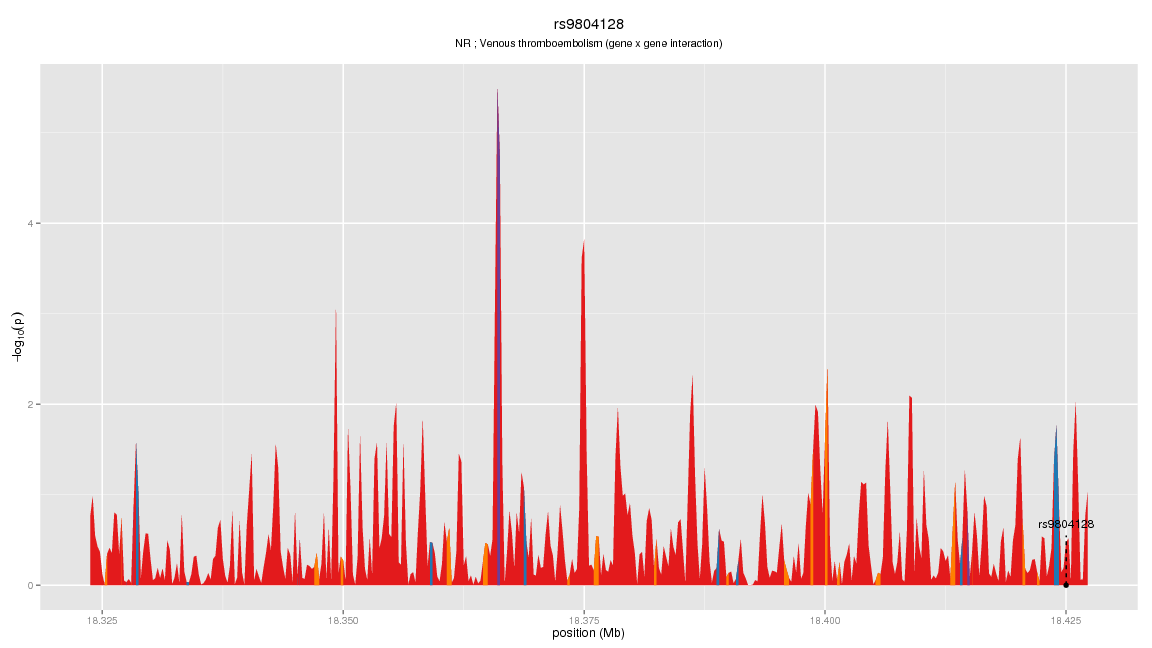 rs9804128
NR ; Venous thromboembolism (gene x gene interaction)
−log10(p)
4
2
0
rs9804128
18.325
18.350
18.375
18.400
18.425
position (Mb)